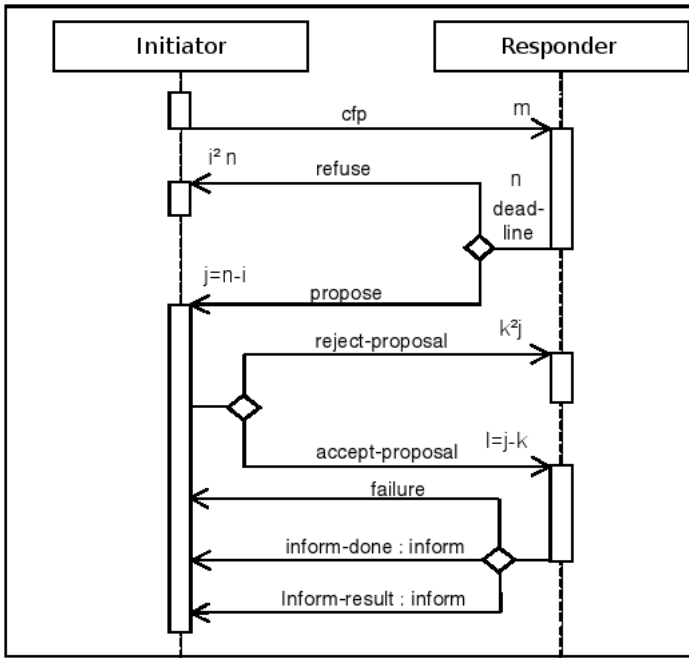 Initiator
Responder
cfp
m
i² n
refuse
n
dead-
line
j=n-i
propose
reject-proposal
k²j
accept-proposal
l=j-k
failure
inform-done : inform
Inform-result : inform